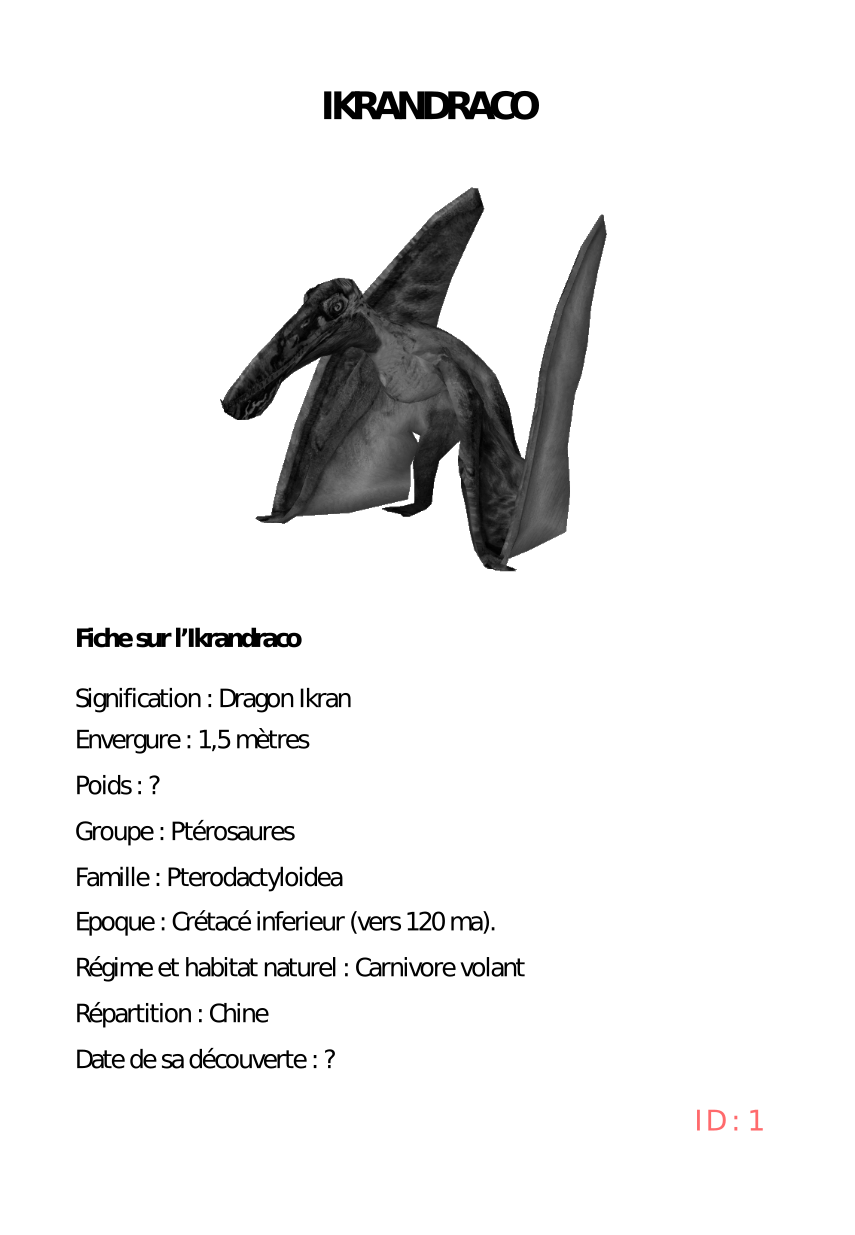 IKRANDRACO
Fiche sur l’Ikrandraco
Signification : Dragon Ikran
Envergure : 1,5 mètres
Poids : ?
Groupe : Ptérosaures
Famille : Pterodactyloidea
Epoque : Crétacé inferieur (vers 120 ma).
Régime et habitat naturel : Carnivore volant
Répartition : Chine
Date de sa découverte : ?
ID : 1